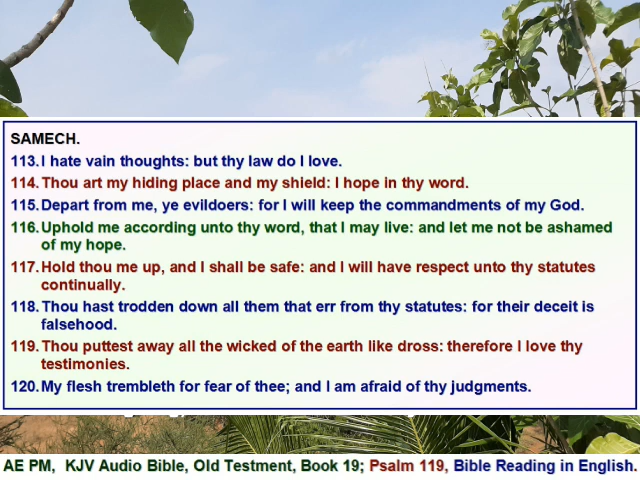 SAMECH.
113. I hate vain thoughts: but thy law do I love.
114. Thou art my hiding place and my shield: I hope in thy word.
115. Depart from me, ye evildoers: for I will keep the commandments of my God.
116. Uphold me according unto thy word, that I may live: and let me not be ashamed
of my hope.
117. Hold thou me up, and I shall be safe: and I will have respect unto thy statutes
continually.
118. Thou hast trodden down all them that err from thy statutes: for their deceit is
falsehood.
119. Thou puttest away all the wicked of the earth like dross: therefore I love thy
testimonies.
120. My flesh trembleth for fear of thee; and I am afraid of thy judgments.
AE PM, KJV Audio Bible, Old Testment, Book 19; Psalm 119, Bible Reading in English.